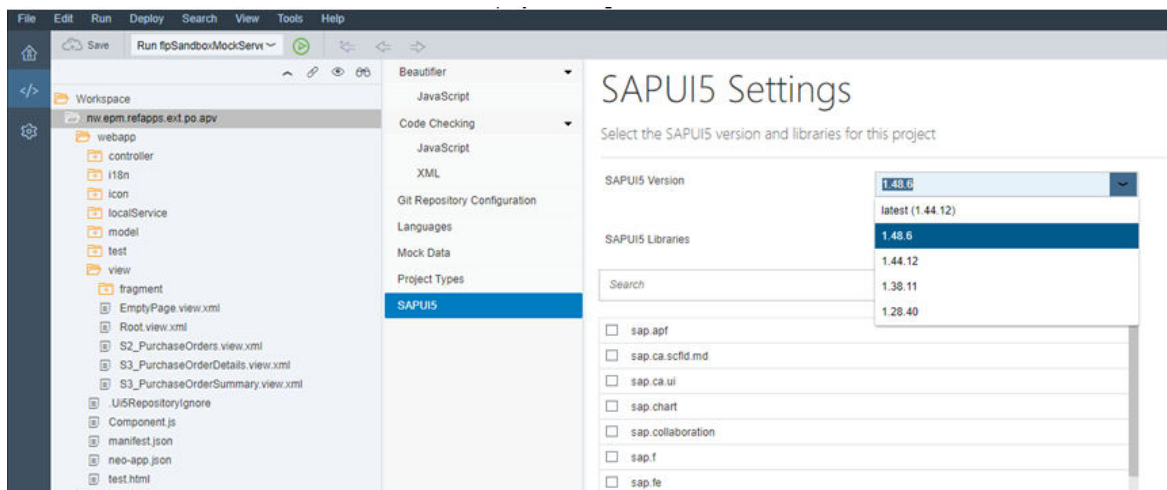 File Edit Run Deploy Search View Tools Help
Save Run flpSandboxMockServe
Workspace
nw.epm.refapps.ext.po.apv
webapp
controller
i18n
icon
localService
model
test
view
fragment
EmptyPage.view.xml
Root.view.xml
S2_PurchaseOrders.view.xml
S3_PurchaseOrderDetails.view.xml
S3_PurchaseOrderSummary.view.xml
.Ui5RepositoryIgnore
Component.js
manifest.json
neo-app.json
test.html
Beautifier
JavaScript
Code Checking
JavaScript
XML
Git Repository Configuration
Languages
Mock Data
Project Types
SAPUI5
SAPUI5 Settings
Select the SAPUI5 version and libraries for this project
SAPUI5 Version
1.48.6
latest (1.44.12)
1.48.6
1.44.12
1.38.11
1.28.40
SAPUI5 Libraries
Search
sap.apf
sap.ca.scfld.md
sap.ca.ui
sap.chart
sap.collaboration
sap.f
sap.fe